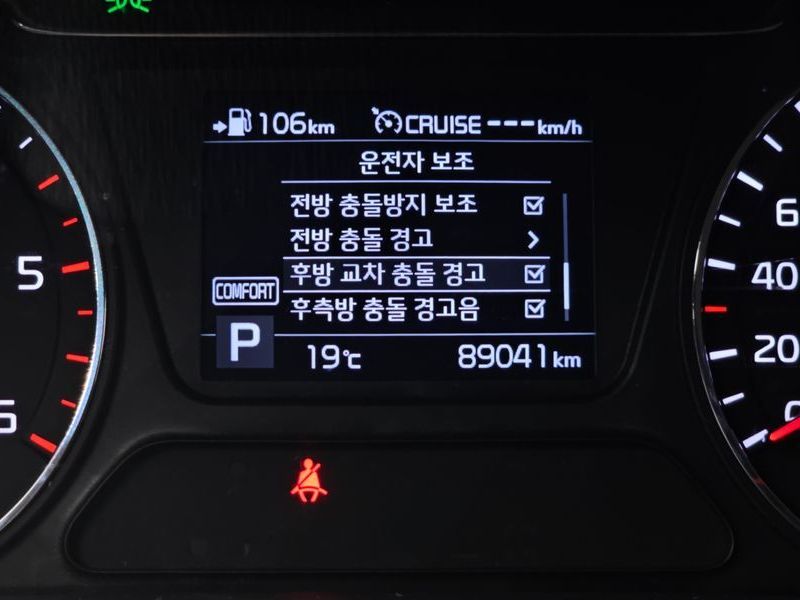 106km CRUISE ---km/h
운전자 보조
전방 충돌방지 보조
전방 충돌 경고
후방 교차 충돌 경고
후측방 충돌 경고음
COMFORT
P
19℃ 89041km
5
6
40
20
0